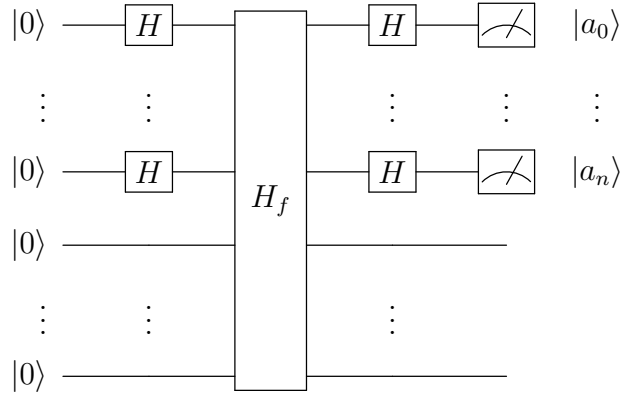 |0⟩ H H |a₀⟩
⋮ ⋮ ⋮ ⋮ ⋮
|0⟩ H H |aₙ⟩
H_f
|0⟩
⋮ ⋮ ⋮
|0⟩